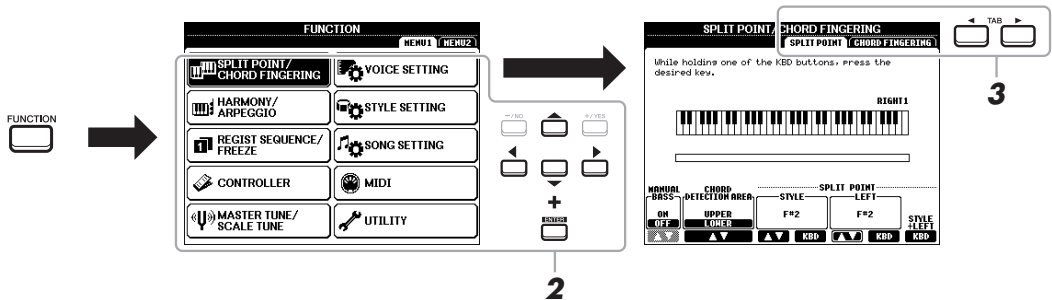 FUNCTION
FUNCTION
MENU1 MENU2
SPLIT POINT/
CHORD FINGERING
VOICE SETTING
HARMONY/
ARPEGGIO
STYLE SETTING
REGIST SEQUENCE/
FREEZE
SONG SETTING
CONTROLLER
MIDI
MASTER TUNE/
SCALE TUNE
UTILITY
-/NO
+/YES
+
ENTER
2
SPLIT POINT/CHORD FINGERING
SPLIT POINT CHORD FINGERING
While holding one of the KBD buttons, press the
desired key.
RIGHT1
MANUAL
BASS
CHORD
DETECTION AREA
SPLIT POINT
STYLE
LEFT
ON
OFF
UPPER
LOWER
F#2
F#2
STYLE
+LEFT
KBD
KBD
KBD
TAB
3